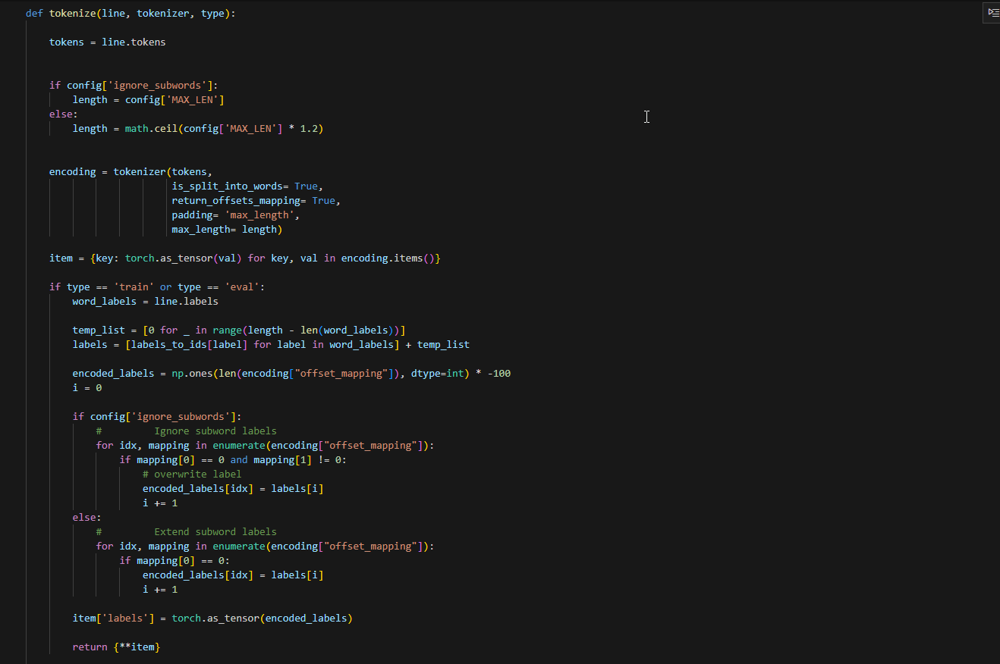 def tokenize(line, tokenizer, type):
    tokens = line.tokens
    if config['ignore_subwords']:
        length = config['MAX_LEN']
    else:
        length = math.ceil(config['MAX_LEN'] * 1.2)
    encoding = tokenizer(tokens,
                         is_split_into_words= True,
                         return_offsets_mapping= True,
                         padding= 'max_length',
                         max_length= length)
    item = {key: torch.as_tensor(val) for key, val in encoding.items()}
    if type == 'train' or type == 'eval':
        word_labels = line.labels
        temp_list = [0 for _ in range(length - len(word_labels))]
        labels = [labels_to_ids[label] for label in word_labels] + temp_list
        encoded_labels = np.ones(len(encoding["offset_mapping"]), dtype=int) * -100
        i = 0
        if config['ignore_subwords']:
            #         Ignore subword labels
            for idx, mapping in enumerate(encoding["offset_mapping"]):
                if mapping[0] == 0 and mapping[1] != 0:
                    # overwrite label
                    encoded_labels[idx] = labels[i]
                    i += 1
        else:
            #         Extend subword labels
            for idx, mapping in enumerate(encoding["offset_mapping"]):
                if mapping[0] == 0:
                    encoded_labels[idx] = labels[i]
                    i += 1
        item['labels'] = torch.as_tensor(encoded_labels)
        return {**item}